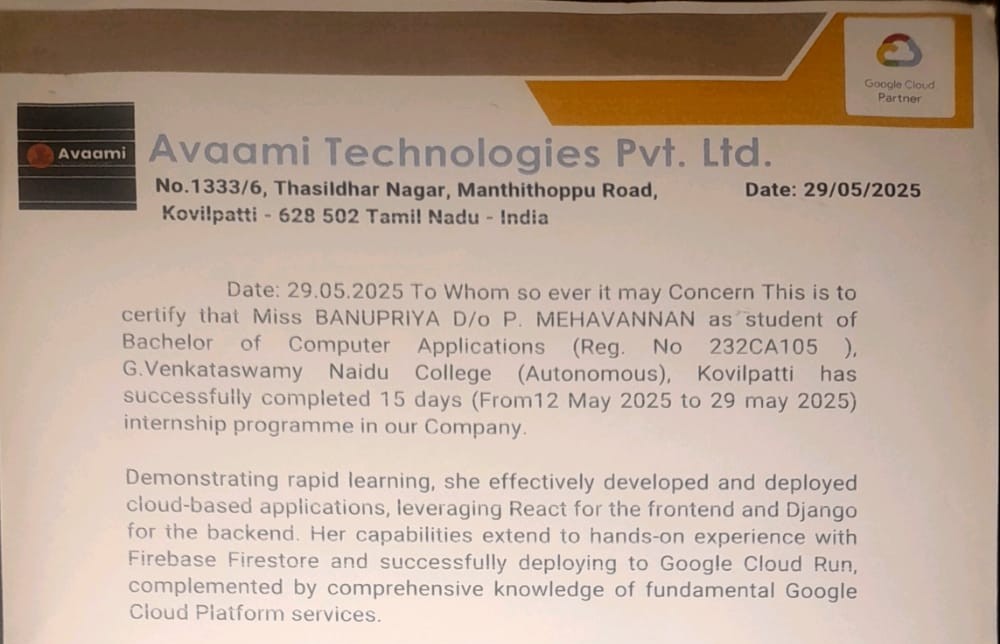 Google Cloud
Partner
Avaami
Avaami Technologies Pvt. Ltd.
No.1333/6, Thasildhar Nagar, Manthithoppu Road,
Date: 29/05/2025
Kovilpatti - 628 502 Tamil Nadu - India
Date: 29.05.2025 To Whom so ever it may Concern This is to
certify that Miss BANUPRIYA D/o P. MEHAVANNAN as student of
Bachelor of Computer Applications (Reg. No 232CA105 ),
G.Venkataswamy Naidu College (Autonomous), Kovilpatti has
successfully completed 15 days (From12 May 2025 to 29 may 2025)
internship programme in our Company.
Demonstrating rapid learning, she effectively developed and deployed
cloud-based applications, leveraging React for the frontend and Django
for the backend. Her capabilities extend to hands-on experience with
Firebase Firestore and successfully deploying to Google Cloud Run,
complemented by comprehensive knowledge of fundamental Google
Cloud Platform services.